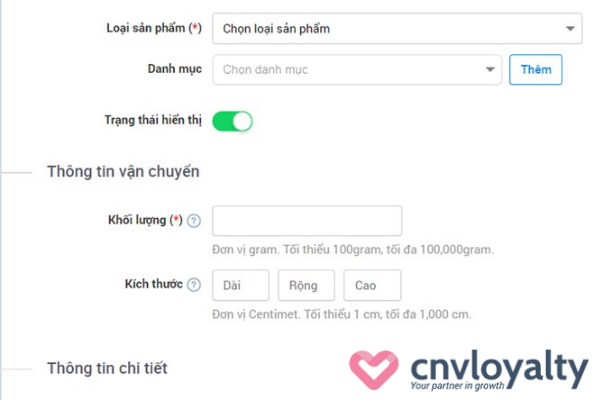 Loại sản phẩm (*) Chọn loại sản phẩm
Danh mục Chọn danh mục Thêm
Trạng thái hiển thị
Thông tin vận chuyển
Khối lượng (*) ?
Đơn vị gram. Tối thiểu 100gram, tối đa 100,000gram.
Kích thước ? Dài Rộng Cao
Đơn vị Centimet. Tối thiểu 1 cm, tối đa 1,000 cm.
Thông tin chi tiết
cnvloyalty
Your partner in growth